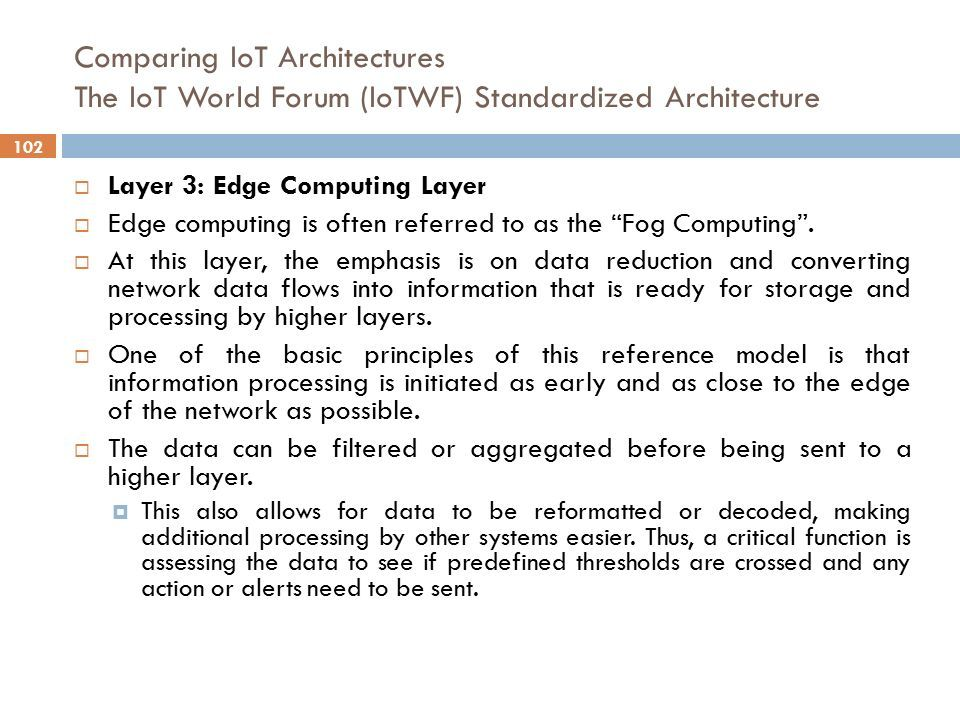 Comparing IoT Architectures
The IoT World Forum (IoTWF) Standardized Architecture
102
Layer 3: Edge Computing Layer
Edge computing is often referred to as the “Fog Computing”.
At this layer, the emphasis is on data reduction and converting
network data flows into information that is ready for storage and
processing by higher layers.
One of the basic principles of this reference model is that
information processing is initiated as early and as close to the edge
of the network as possible.
The data can be filtered or aggregated before being sent to a
higher layer.
This also allows for data to be reformatted or decoded, making
additional processing by other systems easier. Thus, a critical function is
assessing the data to see if predefined thresholds are crossed and any
action or alerts need to be sent.